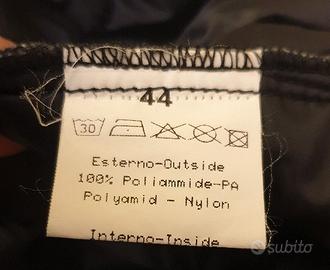 44
30
Esterno-Outside
100% Poliammide-PA
Polyamid - Nylon
Interno-Inside
subito